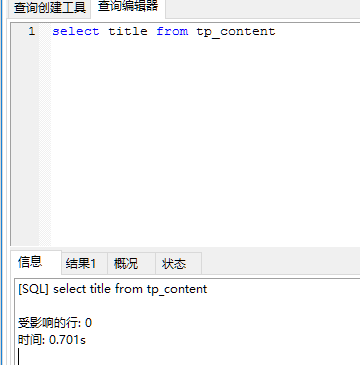 查询创建工具 查询编辑器
1 select title from tp_content
信息 结果1 概况 状态
[SQL] select title from tp_content
受影响的行: 0
时间: 0.701s